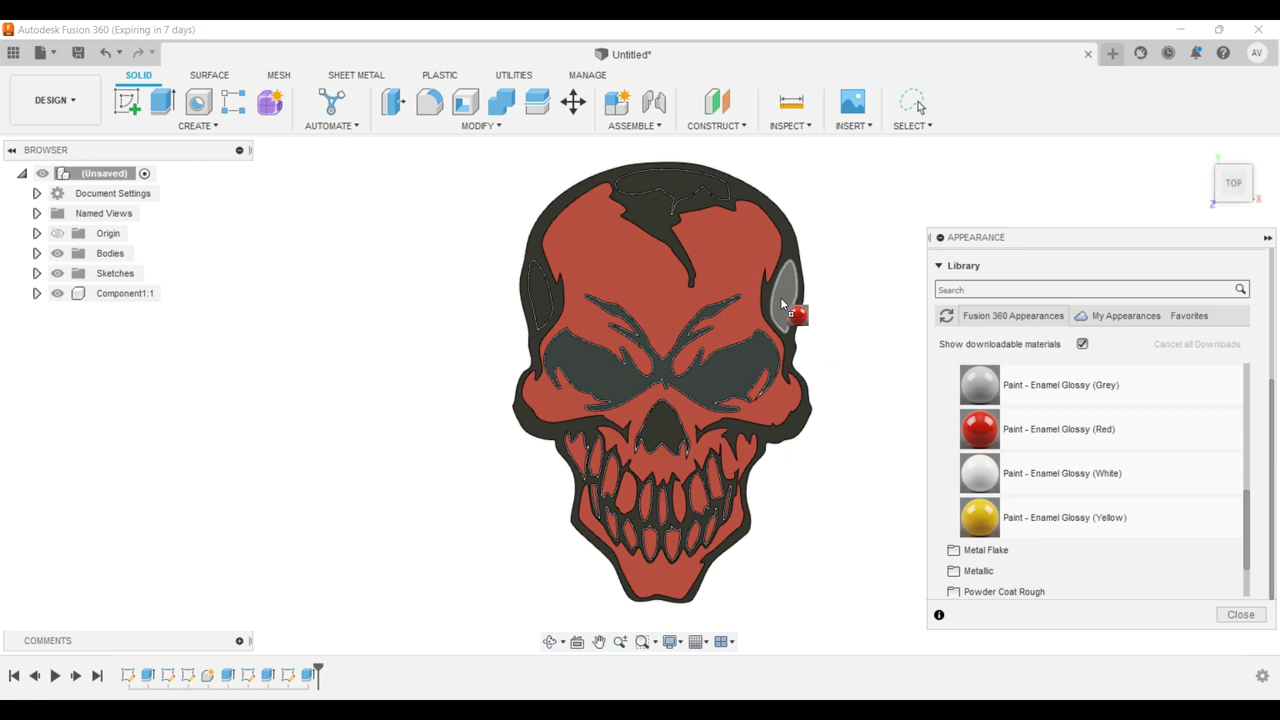 Autodesk Fusion 360 (Expiring in 7 days)
Untitled*
AV
DESIGN
SOLID SURFACE MESH SHEET METAL PLASTIC UTILITIES MANAGE
CREATE AUTOMATE MODIFY ASSEMBLE CONSTRUCT INSPECT INSERT SELECT
BROWSER
(Unsaved)
Document Settings
Named Views
Origin
Bodies
Sketches
Component1:1
Y
TOP
Z X
APPEARANCE
Library
Search
Fusion 360 Appearances My Appearances Favorites
Show downloadable materials Cancel all Downloads
Paint - Enamel Glossy (Grey)
Paint - Enamel Glossy (Red)
Paint - Enamel Glossy (White)
Paint - Enamel Glossy (Yellow)
Metal Flake
Metallic
Powder Coat Rough
Close
COMMENTS